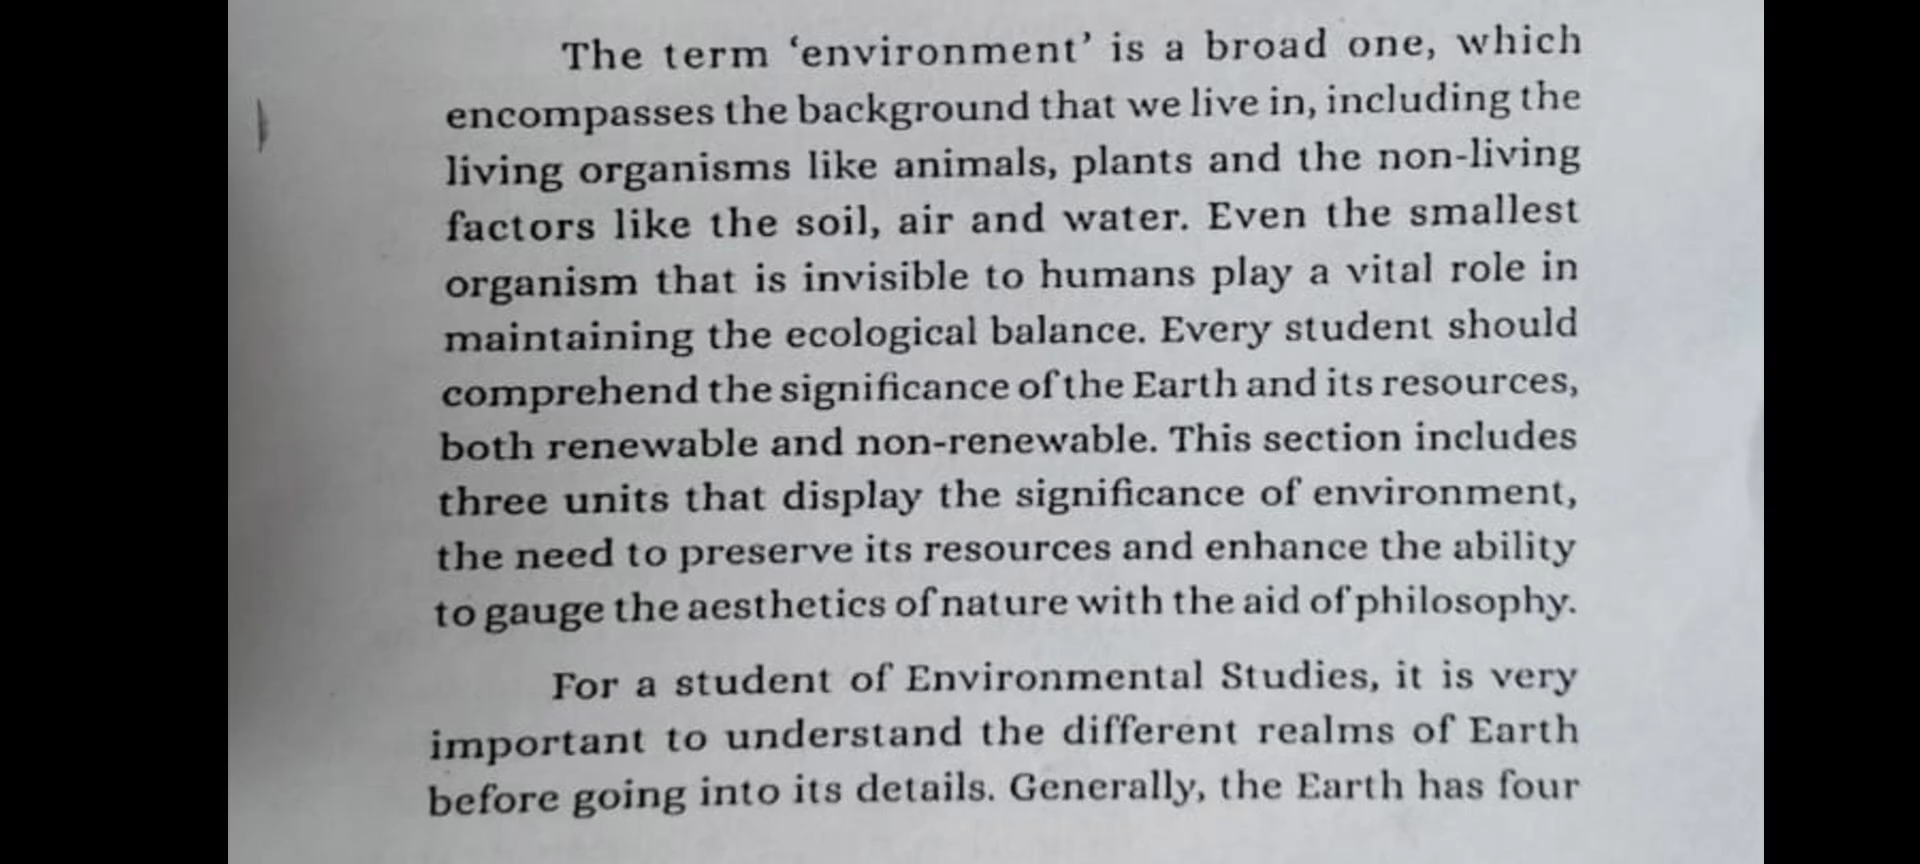 The term ‘environment’ is a broad one, which
encompasses the background that we live in, including the
living organisms like animals, plants and the non-living
factors like the soil, air and water. Even the smallest
organism that is invisible to humans play a vital role in
maintaining the ecological balance. Every student should
comprehend the significance of the Earth and its resources,
both renewable and non-renewable. This section includes
three units that display the significance of environment,
the need to preserve its resources and enhance the ability
to gauge the aesthetics of nature with the aid of philosophy.
For a student of Environmental Studies, it is very
important to understand the different realms of Earth
before going into its details. Generally, the Earth has four